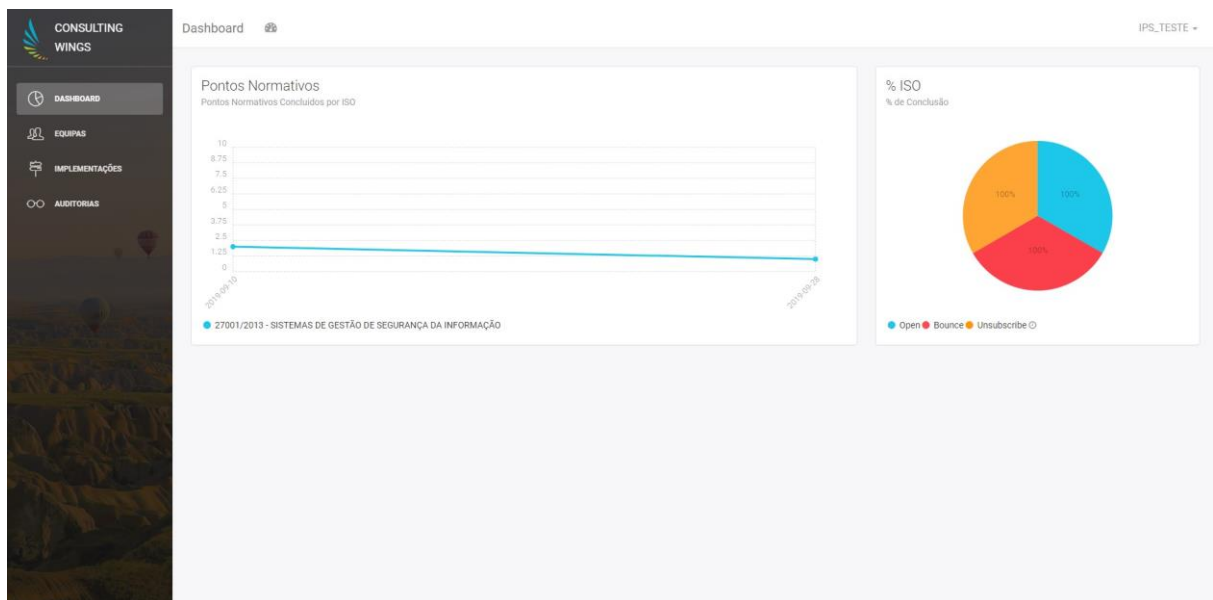 CONSULTING
WINGS
Dashboard
IPS_TESTE
DASHBOARD
EQUIPAS
IMPLEMENTAÇÕES
AUDITORIAS
Pontos Normativos
Pontos Normativos Concluidos por ISO
10
8.75
7.5
6.25
5
3.75
2.5
1.25
0
2019-09-10
2019-09-28
27001/2013 - SISTEMAS DE GESTÃO DE SEGURANÇA DA INFORMAÇÃO
% ISO
% de Conclusão
100%
100%
100%
Open Bounce Unsubscribe